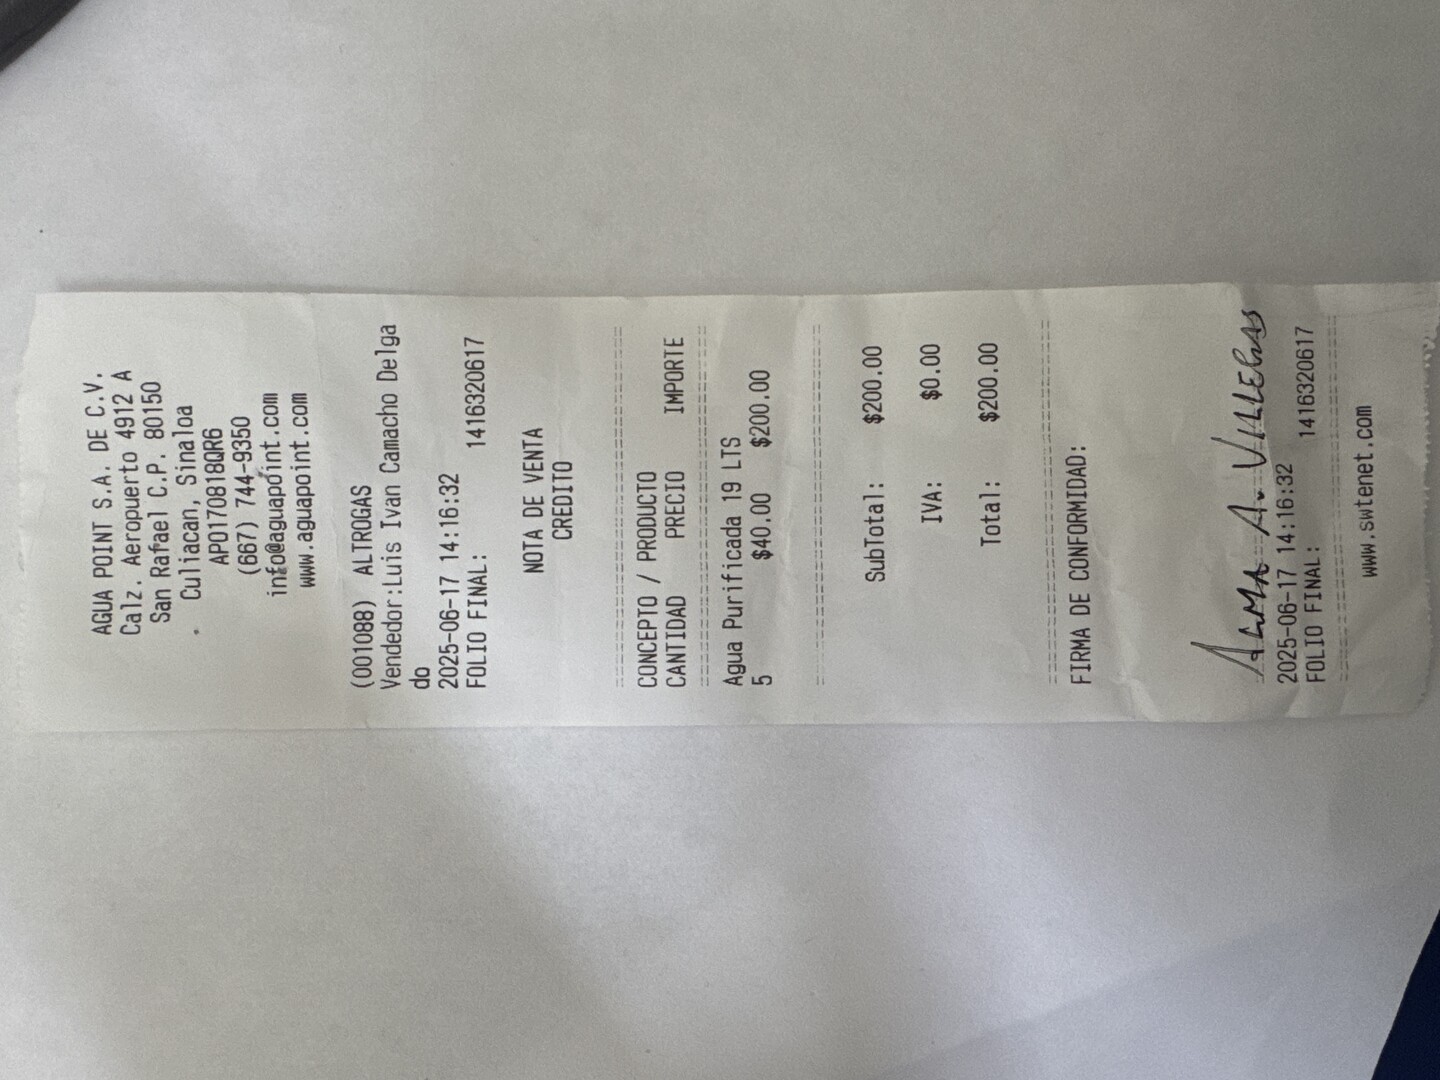 AGUA POINT S.A. DE C.V.
Calz. Aeropuerto 4912 A
San Rafael C.P. 80150
Culiacan, Sinaloa
APO170818QR6
(667) 744-9350
info@aguapoint.com
www.aguapoint.com
(001088) ALTROGAS
Vendedor:Luis Ivan Camacho Delga
do
2025-06-17 14:16:32
FOLIO FINAL: 1416320617
NOTA DE VENTA
CREDITO
CONCEPTO / PRODUCTO
CANTIDAD PRECIO IMPORTE
Agua Purificada 19 LTS
5 $40.00 $200.00
SubTotal: $200.00
IVA: $0.00
Total: $200.00
FIRMA DE CONFORMIDAD:
ALMA A. VILLEGAS
2025-06-17 14:16:32
FOLIO FINAL: 1416320617
www.swtenet.com